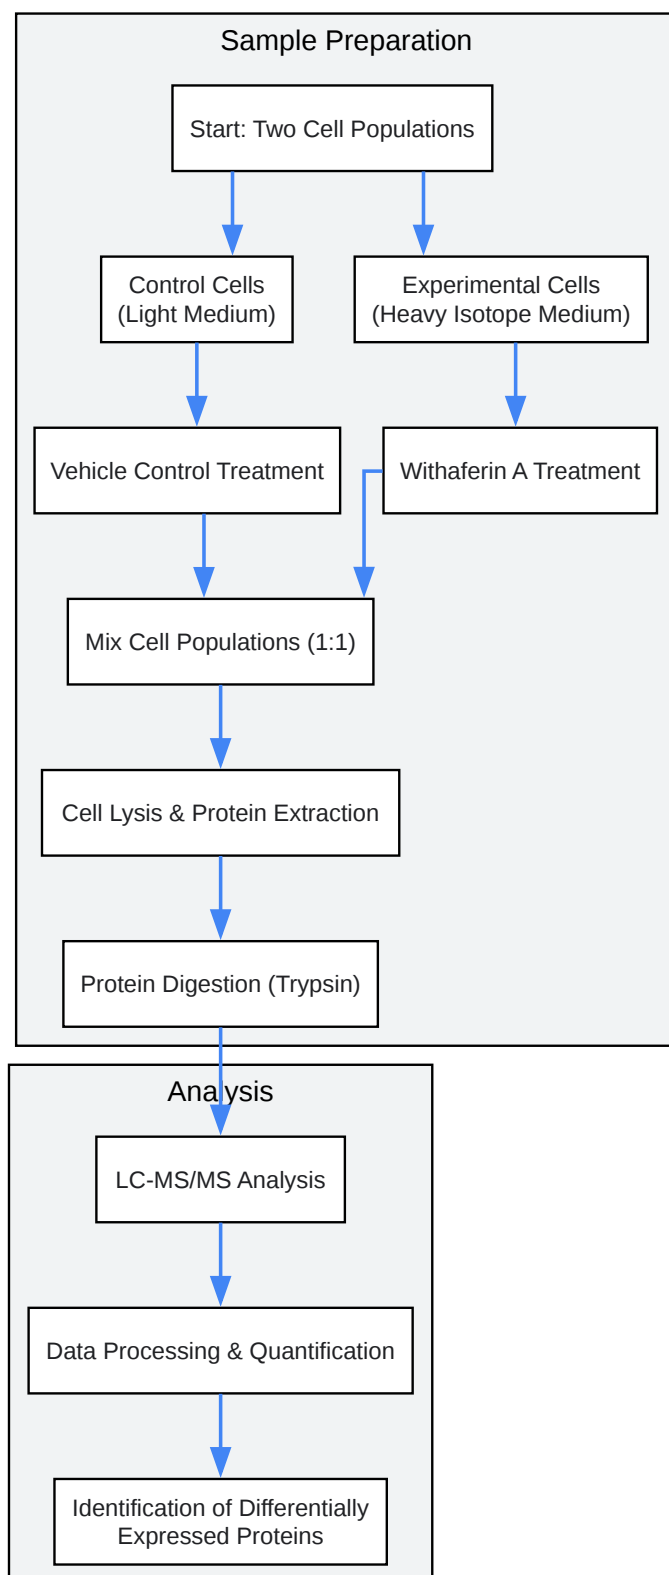 Sample Preparation
Start: Two Cell Populations
Control Cells
(Light Medium)
Experimental Cells
(Heavy Isotope Medium)
Vehicle Control Treatment
Withaferin A Treatment
Mix Cell Populations (1:1)
Cell Lysis & Protein Extraction
Protein Digestion (Trypsin)
Analysis
LC-MS/MS Analysis
Data Processing & Quantification
Identification of Differentially
Expressed Proteins